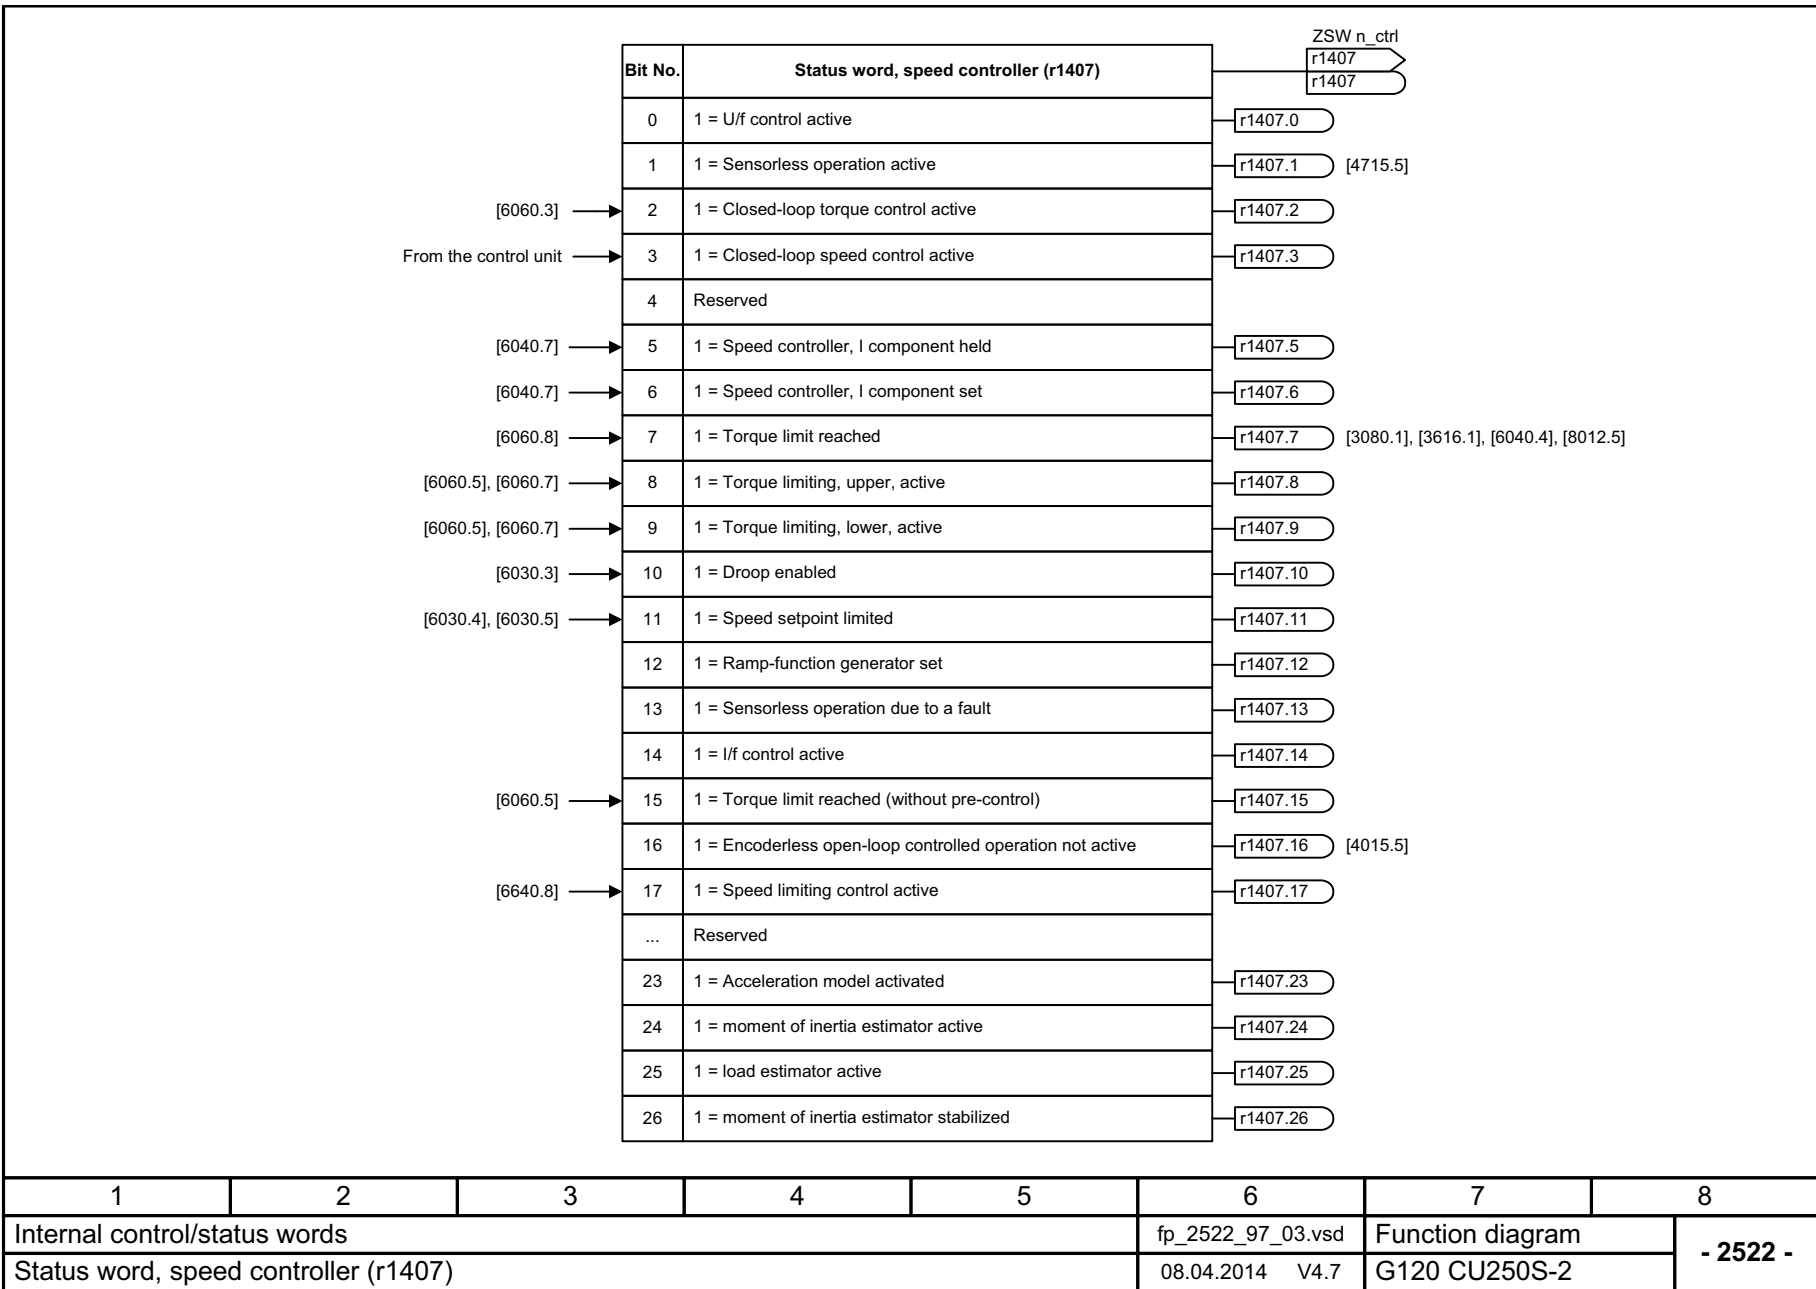 ZSW n_ctrl
Bit No. Status word, speed controller (r1407) r1407
r1407
0 1 = U/f control active r1407.0
1 1 = Sensorless operation active r1407.1 [4715.5]
[6060.3] 2 1 = Closed-loop torque control active r1407.2
From the control unit 3 1 = Closed-loop speed control active r1407.3
4 Reserved
[6040.7] 5 1 = Speed controller, I component held r1407.5
[6040.7] 6 1 = Speed controller, I component set r1407.6
[6060.8] 7 1 = Torque limit reached r1407.7 [3080.1], [3616.1], [6040.4], [8012.5]
[6060.5], [6060.7] 8 1 = Torque limiting, upper, active r1407.8
[6060.5], [6060.7] 9 1 = Torque limiting, lower, active r1407.9
[6030.3] 10 1 = Droop enabled r1407.10
[6030.4], [6030.5] 11 1 = Speed setpoint limited r1407.11
12 1 = Ramp-function generator set r1407.12
13 1 = Sensorless operation due to a fault r1407.13
14 1 = I/f control active r1407.14
[6060.5] 15 1 = Torque limit reached (without pre-control) r1407.15
16 1 = Encoderless open-loop controlled operation not active r1407.16 [4015.5]
[6640.8] 17 1 = Speed limiting control active r1407.17
... Reserved
23 1 = Acceleration model activated r1407.23
24 1 = moment of inertia estimator active r1407.24
25 1 = load estimator active r1407.25
26 1 = moment of inertia estimator stabilized r1407.26
1 2 3 4 5 6 7 8
Internal control/status words fp_2522_97_03.vsd Function diagram - 2522 -
Status word, speed controller (r1407) 08.04.2014 V4.7 G120 CU250S-2